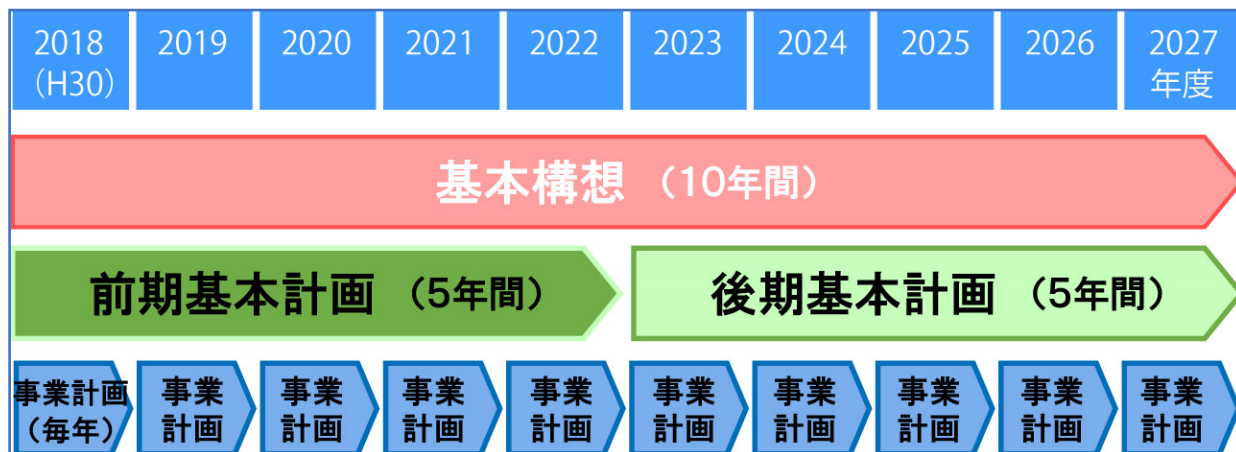 2018 2019 2020 2021 2022 2023 2024 2025 2026 2027
(H30) 年度
基本構想 (10年間)
前期基本計画 (5年間) 後期基本計画 (5年間)
事業計画 事業 事業 事業 事業 事業 事業 事業 事業 事業
(毎年) 計画 計画 計画 計画 計画 計画 計画 計画 計画